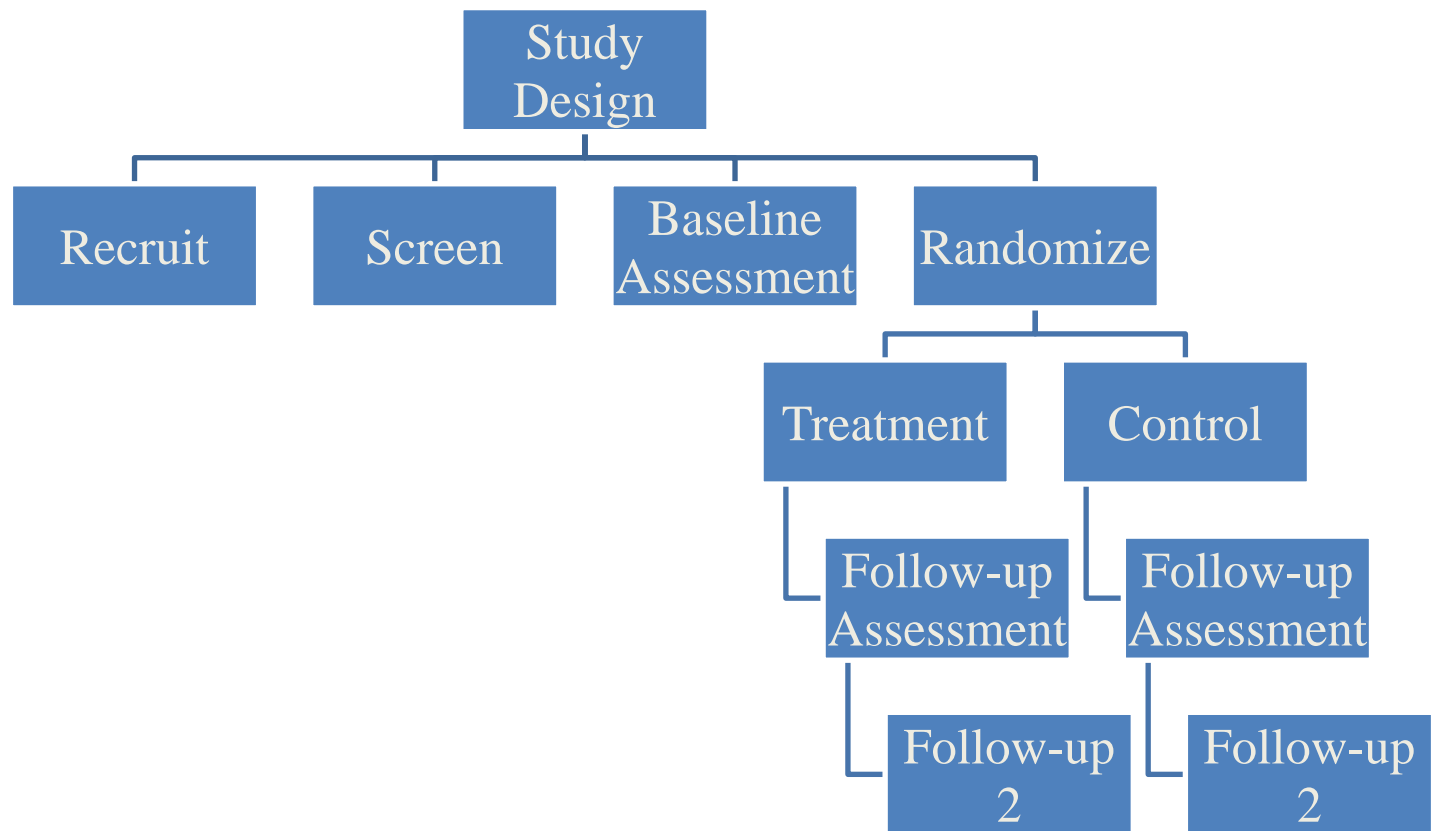 Study
Design
Recruit
Screen
Baseline
Assessment
Randomize
Treatment
Control
Follow-up
Assessment
Follow-up
Assessment
Follow-up
2
Follow-up
2